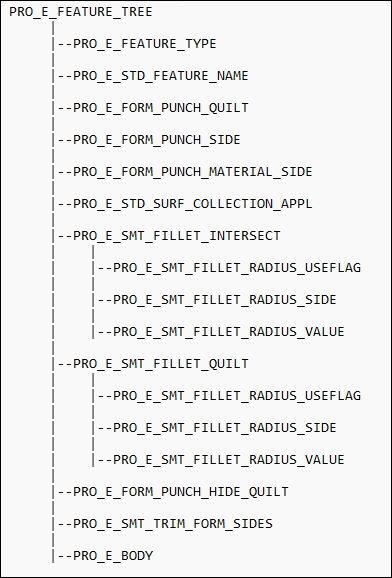 PRO_E_FEATURE_TREE
|--PRO_E_FEATURE_TYPE
|--PRO_E_STD_FEATURE_NAME
|--PRO_E_FORM_PUNCH_QUILT
|--PRO_E_FORM_PUNCH_SIDE
|--PRO_E_FORM_PUNCH_MATERIAL_SIDE
|--PRO_E_STD_SURF_COLLECTION_APPL
|--PRO_E_SMT_FILLET_INTERSECT
|--PRO_E_SMT_FILLET_RADIUS_USEFLAG
|--PRO_E_SMT_FILLET_RADIUS_SIDE
|--PRO_E_SMT_FILLET_RADIUS_VALUE
|--PRO_E_SMT_FILLET_QUILT
|--PRO_E_SMT_FILLET_RADIUS_USEFLAG
|--PRO_E_SMT_FILLET_RADIUS_SIDE
|--PRO_E_SMT_FILLET_RADIUS_VALUE
|--PRO_E_FORM_PUNCH_HIDE_QUILT
|--PRO_E_SMT_TRIM_FORM_SIDES
|--PRO_E_BODY